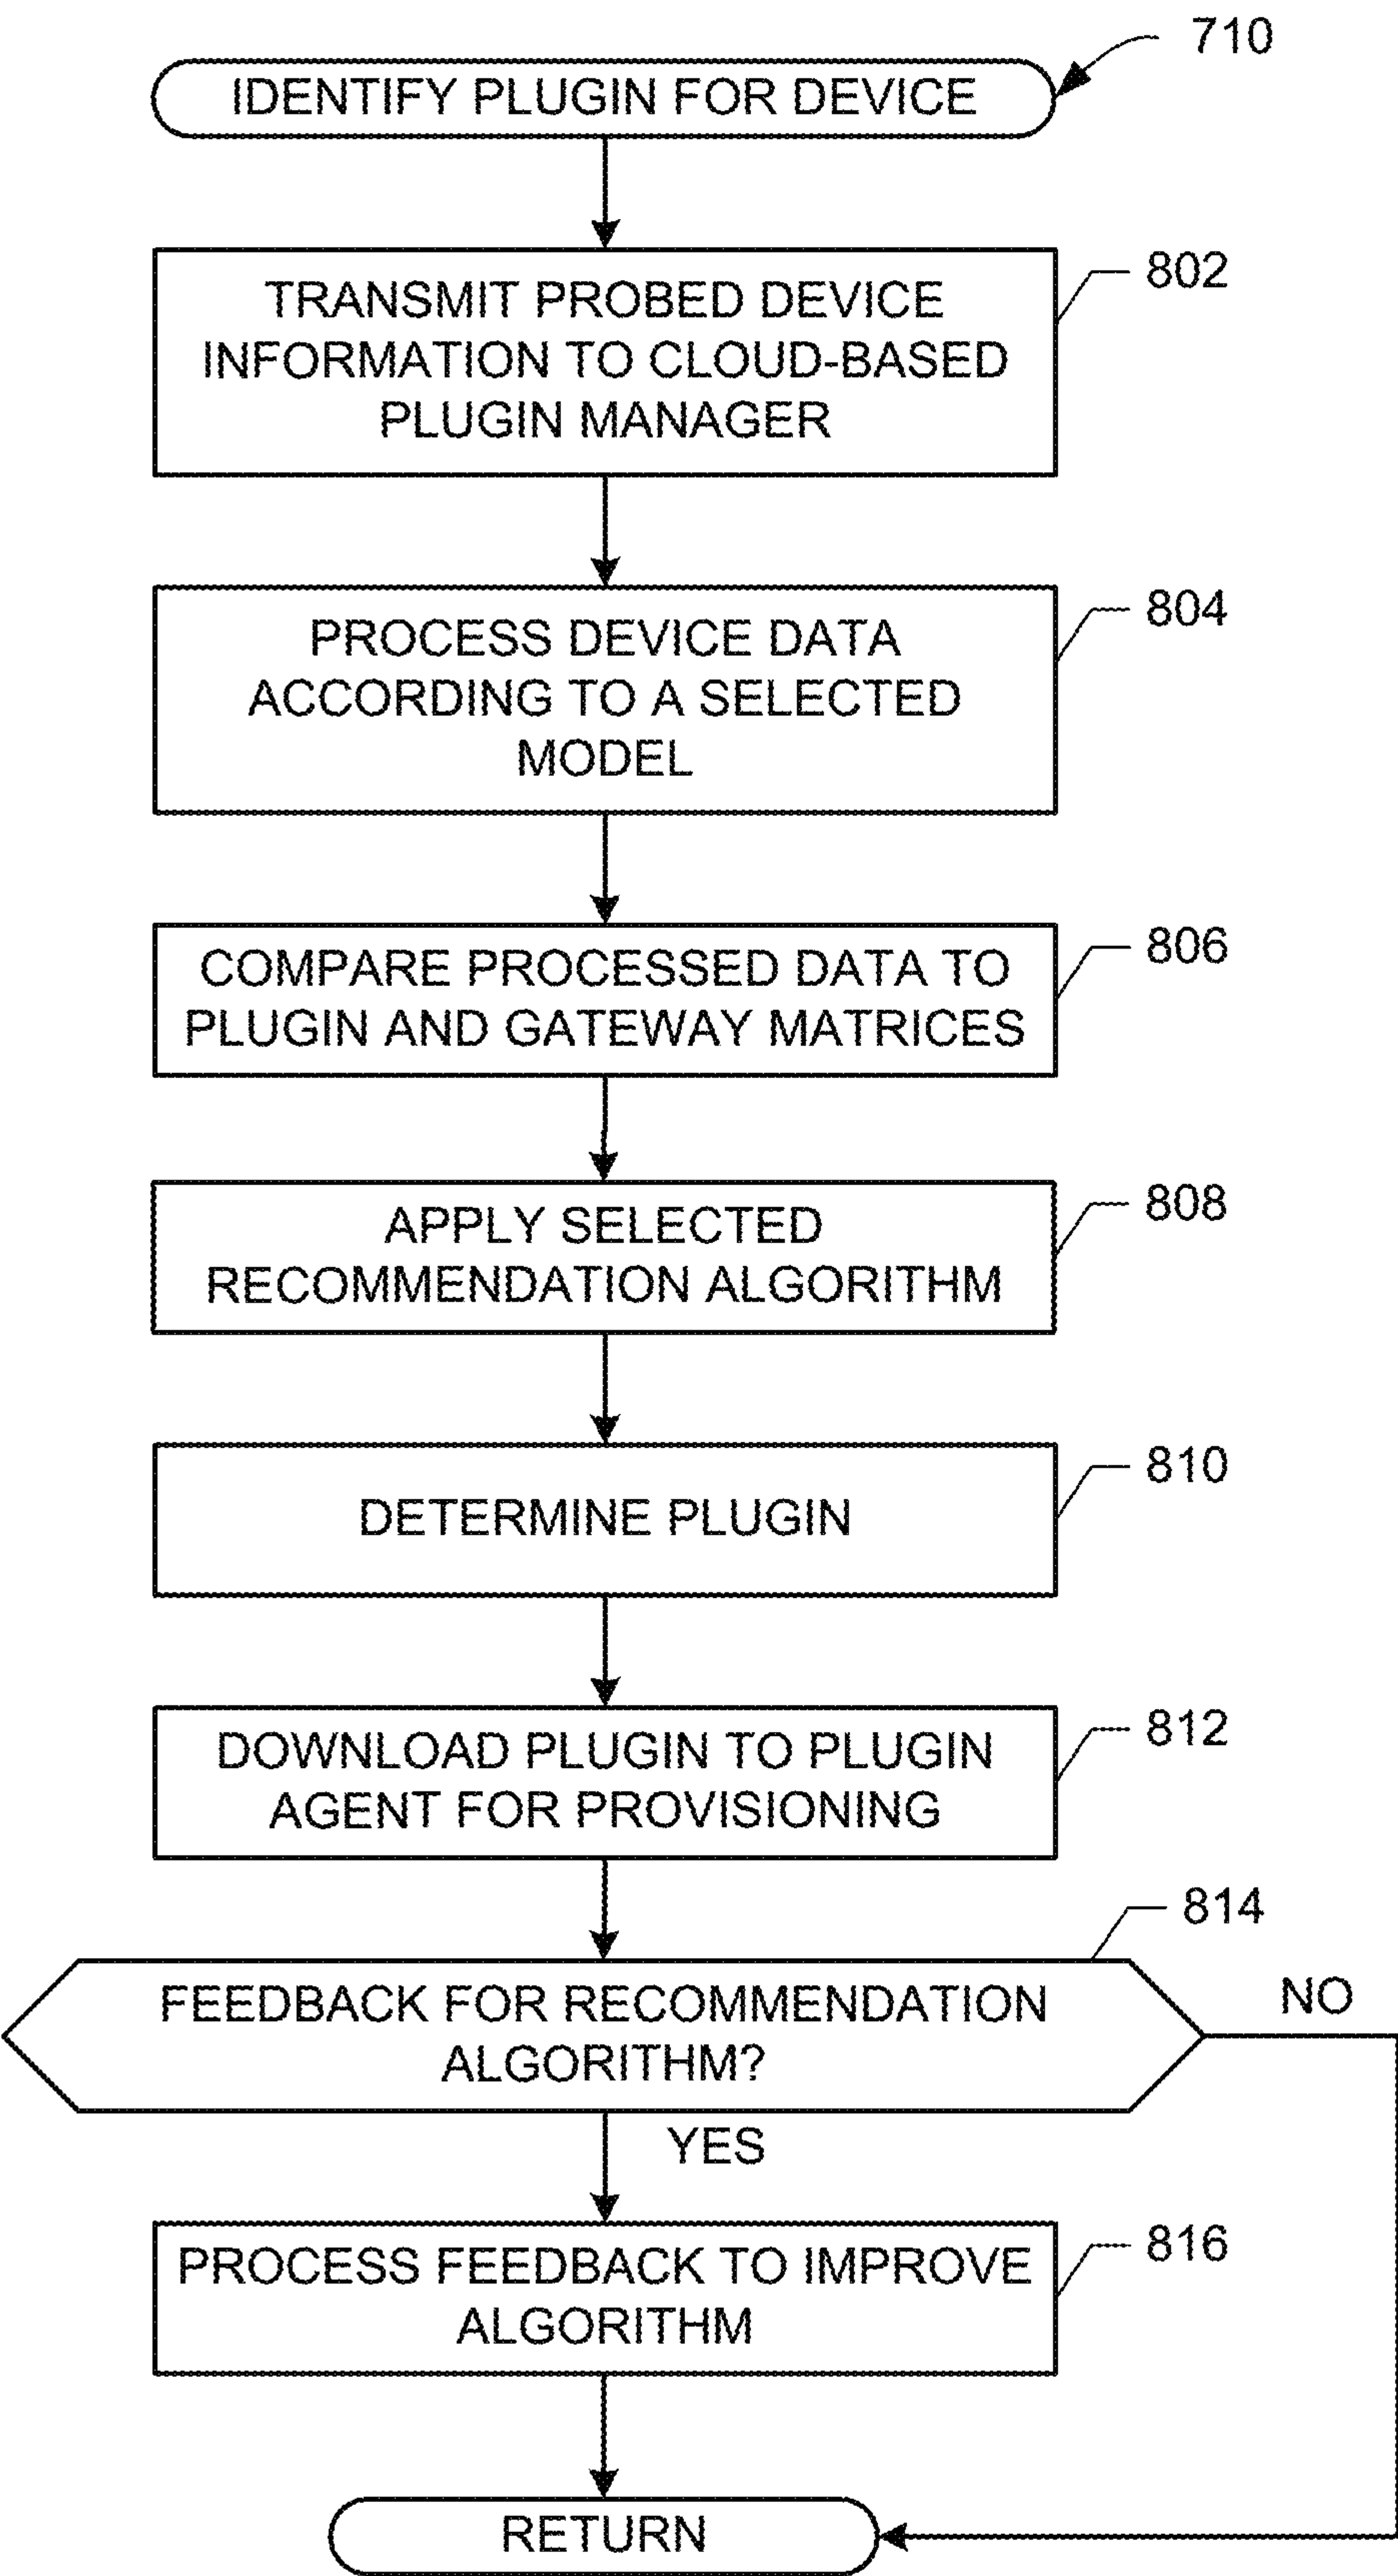 710
IDENTIFY PLUGIN FOR DEVICE
802
TRANSMIT PROBED DEVICE
INFORMATION TO CLOUD-BASED
PLUGIN MANAGER
804
PROCESS DEVICE DATA
ACCORDING TO A SELECTED
MODEL
806
COMPARE PROCESSED DATA TO
PLUGIN AND GATEWAY MATRICES
808
APPLY SELECTED
RECOMMENDATION ALGORITHM
810
DETERMINE PLUGIN
812
DOWNLOAD PLUGIN TO PLUGIN
AGENT FOR PROVISIONING
814
FEEDBACK FOR RECOMMENDATION
ALGORITHM?
NO
YES
816
PROCESS FEEDBACK TO IMPROVE
ALGORITHM
RETURN